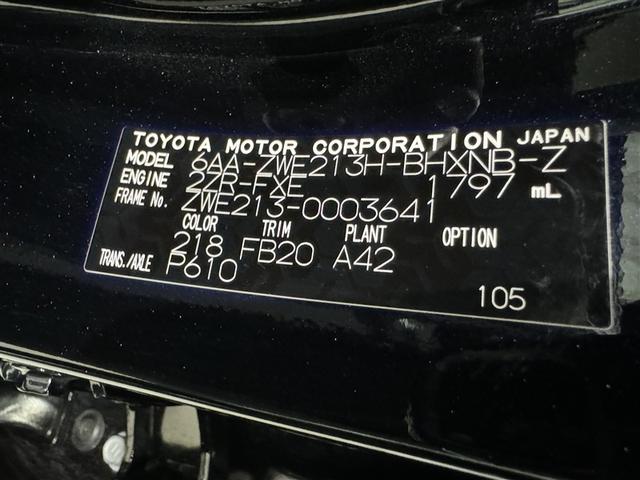 TOYOTA MOTOR CORPORATION JAPAN
MODEL 6AA-ZWE213H-BHXNB-Z
ENGINE 2ZR-FXE 1797 mL
FRAME No. ZWE213-0003641
COLOR TRIM PLANT OPTION
218 FB20 A42
TRANS./AXLE P610
105